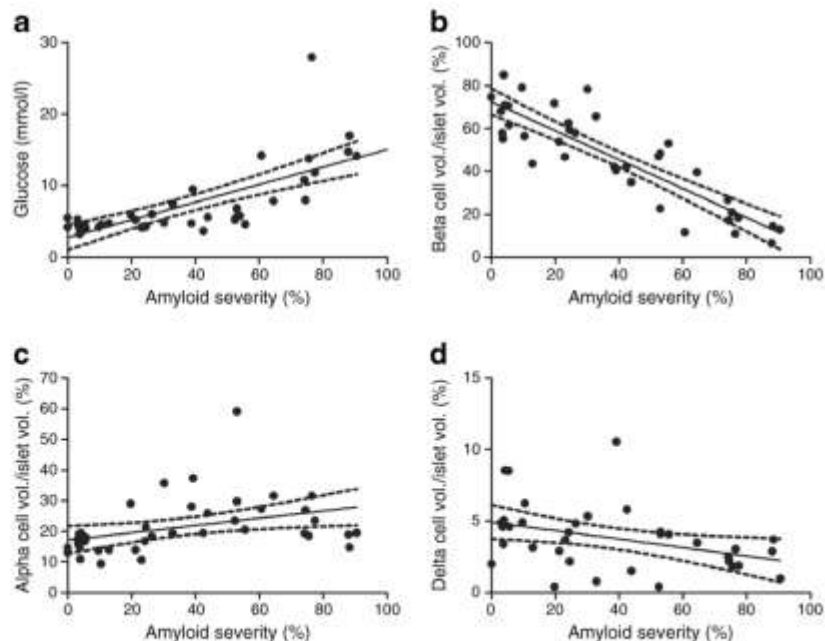 a
Glucose (mmol/l)
30
20
10
0
0 20 40 60 80 100
Amyloid severity (%)
b
Beta cell vol./islet vol. (%)
100
80
60
40
20
0
0 20 40 60 80 100
Amyloid severity (%)
c
Alpha cell vol./islet vol. (%)
70
60
50
40
30
20
10
0
0 20 40 60 80 100
Amyloid severity (%)
d
Delta cell vol./islet vol. (%)
15
10
5
0
0 20 40 60 80 100
Amyloid severity (%)